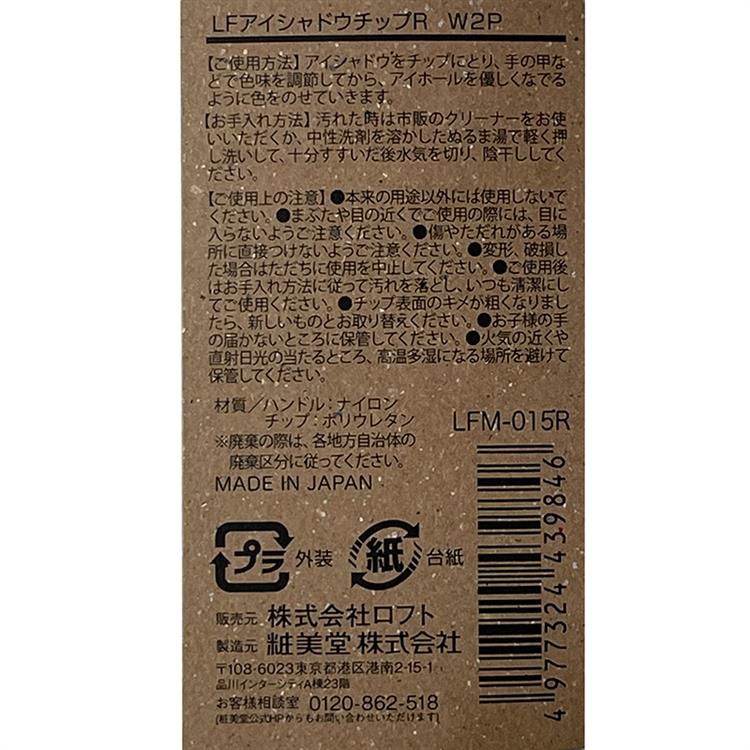 LFアイシャドウチップR W2P
【ご使用方法】アイシャドウをチップにとり、手の甲な
どで色味を調節してから、アイホールを優しくなでる
ように色をのせていきます。
【お手入れ方法】汚れた時は市販のクリーナーをお使
いいただくか、中性洗剤を溶かしたぬるま湯で軽く押
し洗いして、十分すすいだ後水気を切り、陰干ししてく
ださい。
【ご使用上の注意】●本来の用途以外には使用しないで
ください。●まぶたや目の近くでご使用の際には、目に
入らないようご注意ください。●傷やただれがある場
所に直接つけないようご注意ください。●変形、破損し
た場合はただちに使用を中止してください。●ご使用後
はお手入れ方法に従って汚れを落とし、いつも清潔にし
てご使用ください。●チップ表面のキメが粗くなりまし
たら、新しいものとお取り替えください。●お子様の手
の届かないところに保管してください。●火気の近くや
直射日光の当たるところ、高温多湿になる場所を避けて
保管してください。
材質/ハンドル:ナイロン
チップ:ポリウレタン
※廃棄の際は、各地方自治体の
廃棄区分に従ってください。
MADE IN JAPAN
LFM-015R
プラ 外装
紙 台紙
販売元 株式会社ロフト
製造元 粧美堂 株式会社
〒108-6023東京都港区港南2-15-1
品川インターシティA棟23階
お客様相談室 0120-862-518
(粧美堂公式HPからもお問い合わせいただけます)
4977324439846